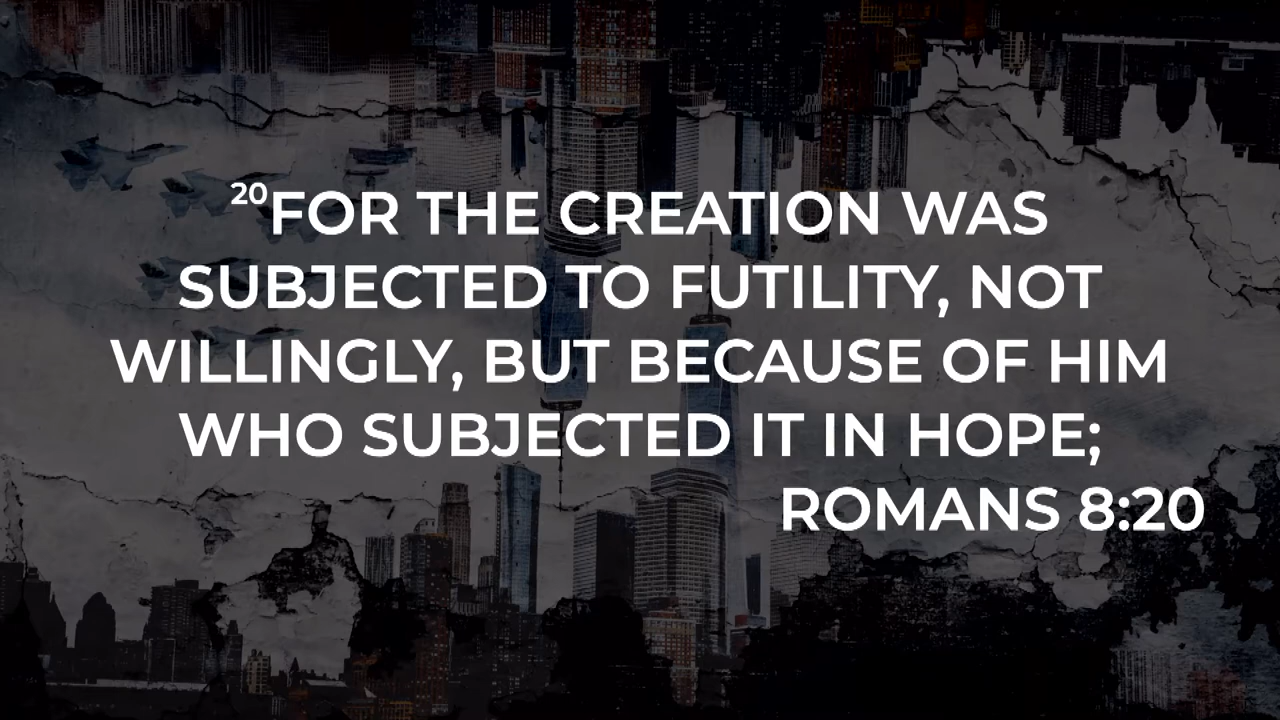 20FOR THE CREATION WAS
SUBJECTED TO FUTILITY, NOT
WILLINGLY, BUT BECAUSE OF HIM
WHO SUBJECTED IT IN HOPE;
ROMANS 8:20